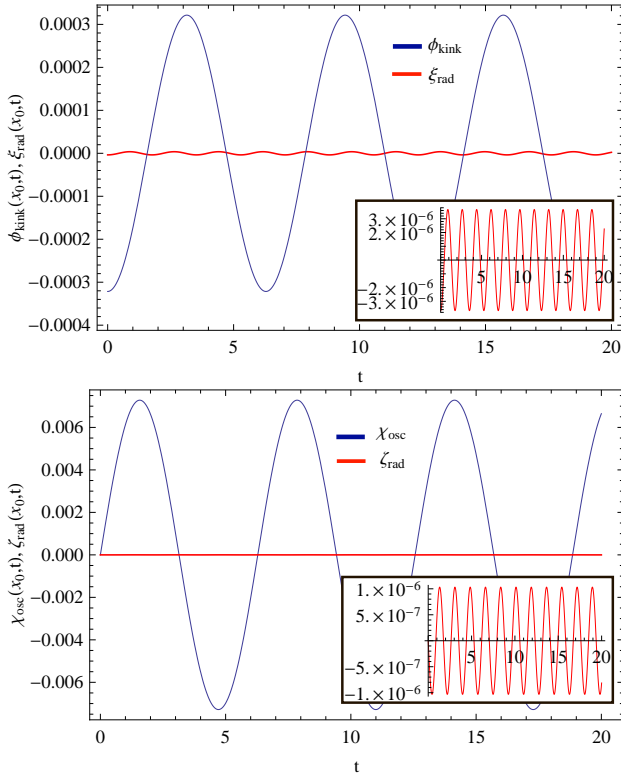 0.0003
0.0002
0.0001
0.0000
−0.0001
−0.0002
−0.0003
−0.0004
ϕkink(x0,t), ξrad(x0,t)
ϕkink
ξrad
3.×10−6
2.×10−6
−2.×10−6
−3.×10−6
5 10 15 20
0 5 10 15 20
t
0.006
0.004
0.002
0.000
−0.002
−0.004
−0.006
χosc(x0,t), ζrad(x0,t)
χosc
ζrad
1.×10−6
5.×10−7
−5.×10−7
−1.×10−6
5 10 15 20
0 5 10 15 20
t